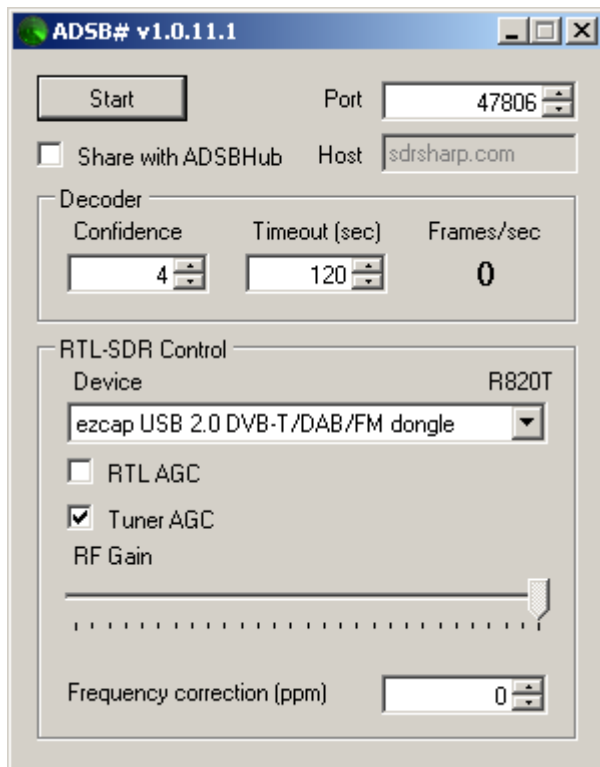 ADSB# v1.0.11.1
Start Port 47806
Share with ADSBHub Host sdrsharp.com
Decoder
Confidence Timeout (sec) Frames/sec
4 120 0
RTL-SDR Control
Device R820T
ezcap USB 2.0 DVB-T/DAB/FM dongle
RTL AGC
Tuner AGC
RF Gain
Frequency correction (ppm) 0